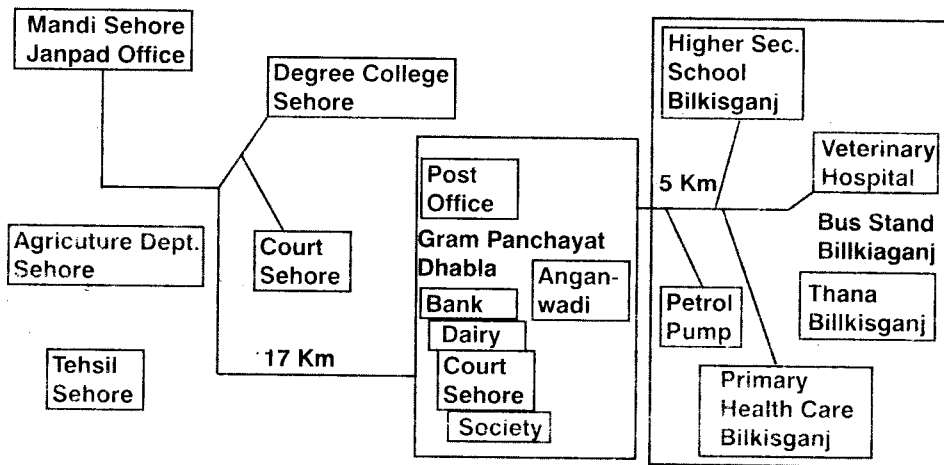 Mandi Sehore
Janpad Office
Degree College
Sehore
Agricuture Dept.
Sehore
Court
Sehore
Tehsil
Sehore
17 Km
Post
Office
Gram Panchayat
Dhabla
Angan-
wadi
Bank
Dairy
Court
Sehore
Society
5 Km
Higher Sec.
School
Bilkisganj
Veterinary
Hospital
Bus Stand
Billkiaganj
Petrol
Pump
Thana
Billkisganj
Primary
Health Care
Bilkisganj